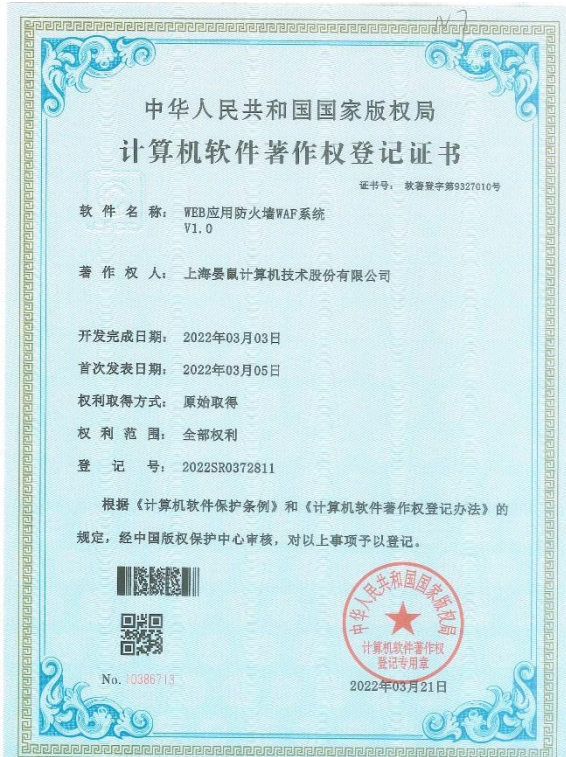 中华人民共和国国家版权局
计算机软件著作权登记证书
证书号： 软著登字第9327010号
软件名称： WEB应用防火墙WAF系统
V1.0
著作权人： 上海晏鼠计算机技术股份有限公司
开发完成日期： 2022年03月03日
首次发表日期： 2022年03月05日
权利取得方式： 原始取得
权利范围： 全部权利
登记号： 2022SR0372811
根据《计算机软件保护条例》和《计算机软件著作权登记办法》的
规定，经中国版权保护中心审核，对以上事项予以登记。
中华人民共和国国家版权局
计算机软件著作权
登记专用章
No. 10386713
2022年03月21日